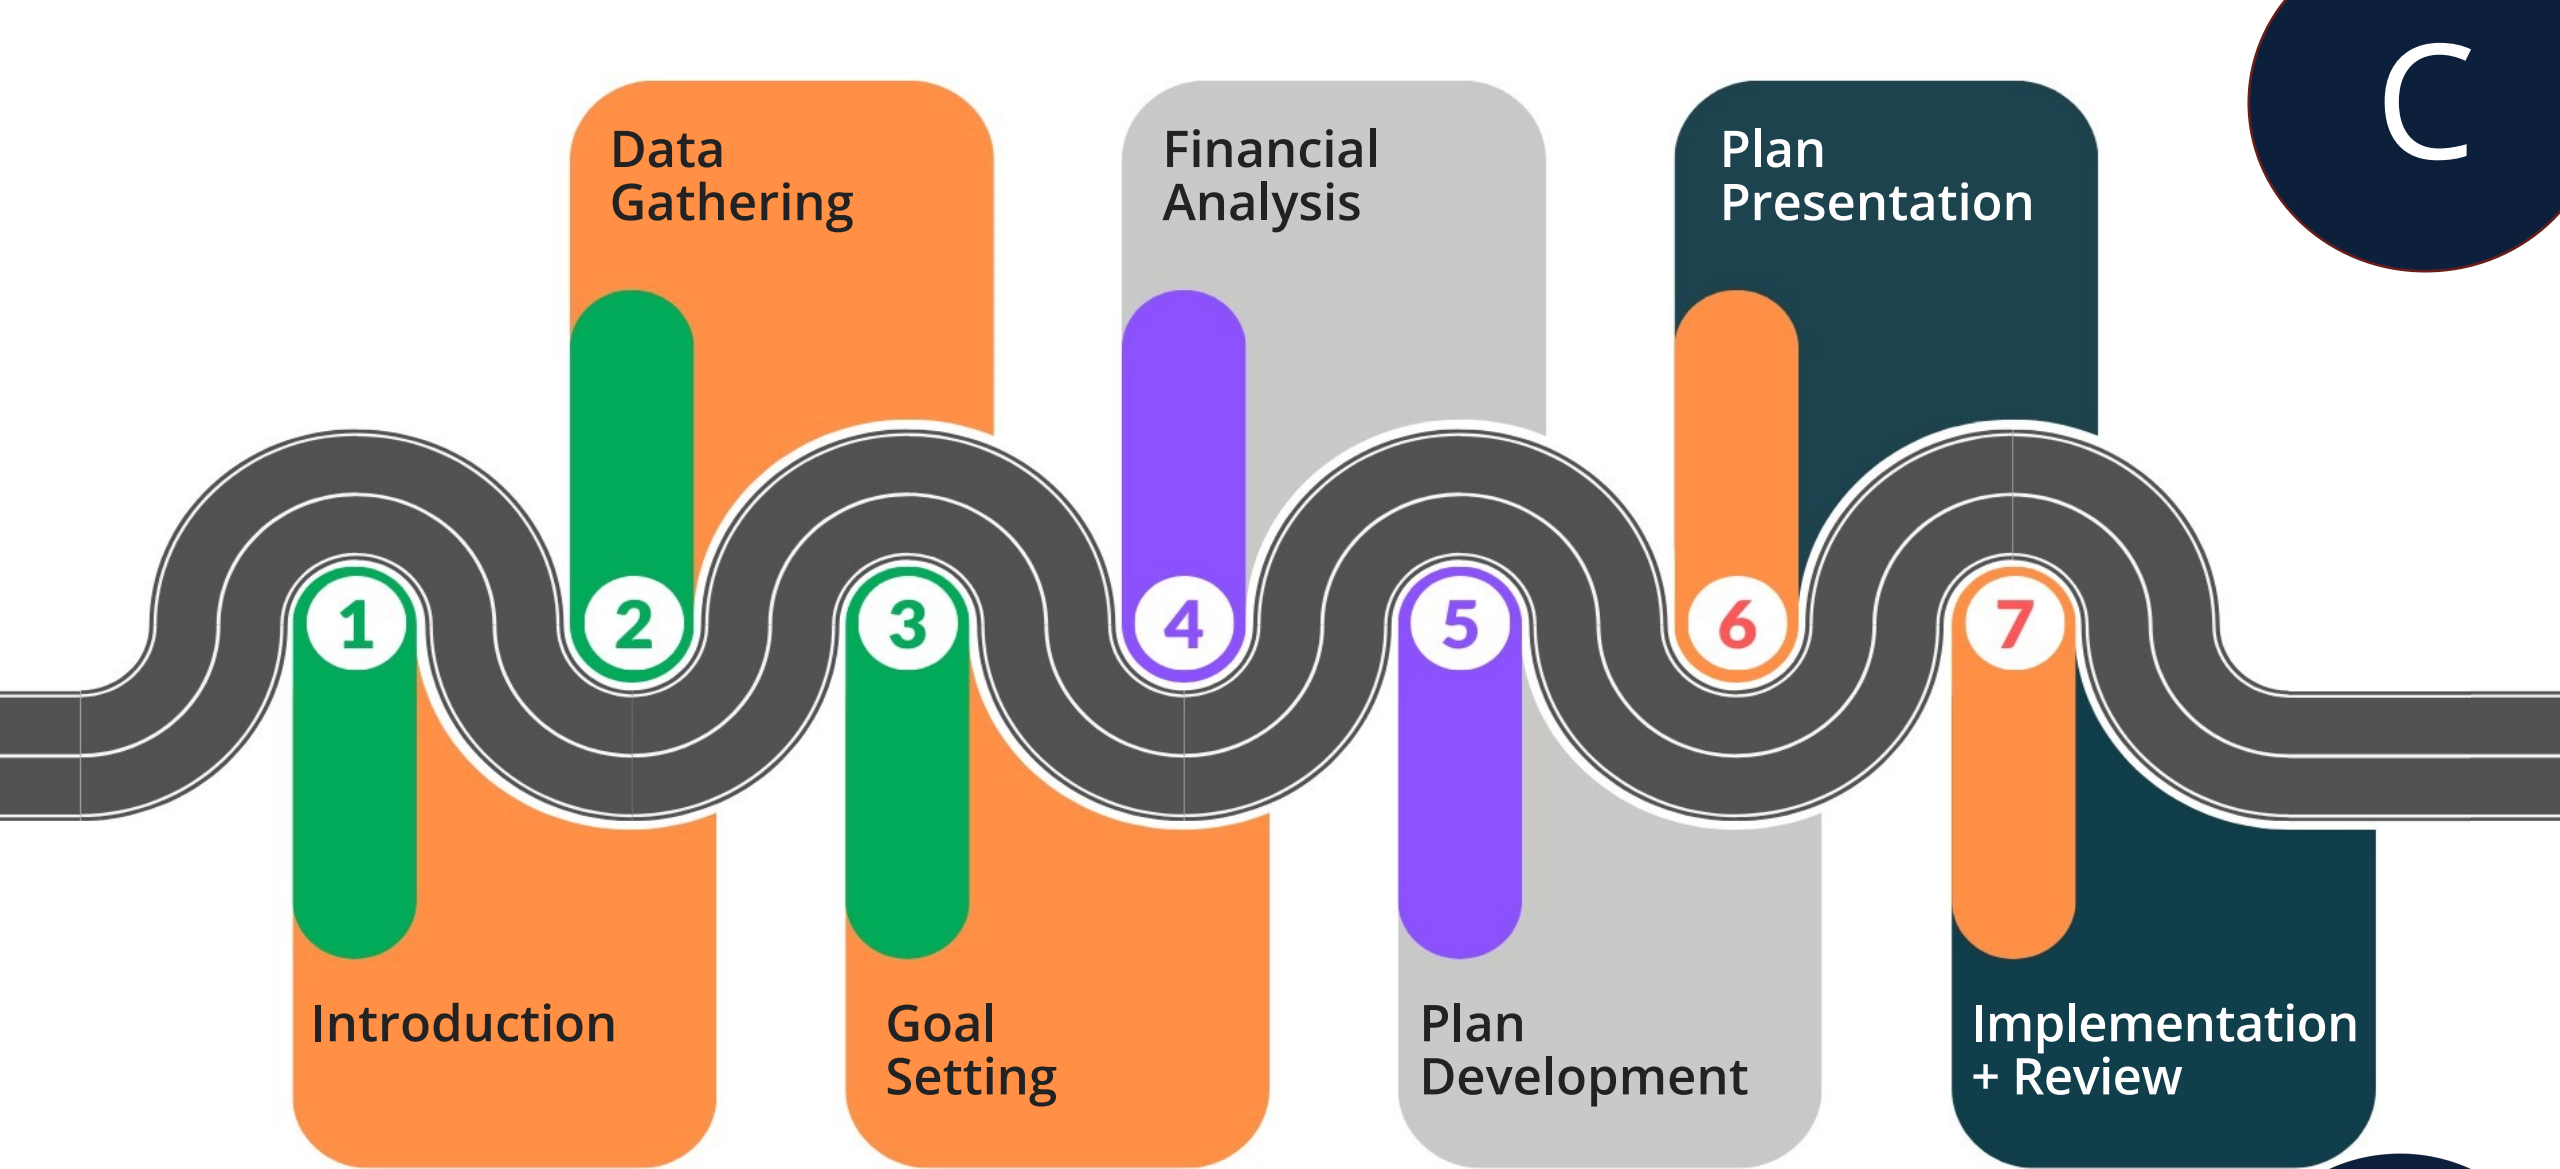 C
Data
Gathering
Financial
Analysis
Plan
Presentation
1
2
3
4
5
6
7
Introduction
Goal
Setting
Plan
Development
Implementation
+ Review